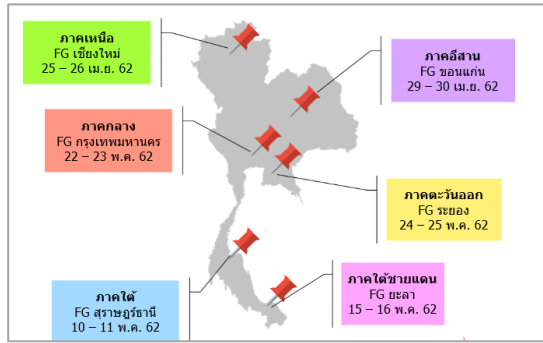 ภาคเหนือ
FG เชียงใหม่
25 – 26 เม.ย. 62
ภาคอีสาน
FG ขอนแก่น
29 – 30 เม.ย. 62
ภาคกลาง
FG กรุงเทพมหานคร
22 – 23 พ.ค. 62
ภาคตะวันออก
FG ระยอง
24 – 25 พ.ค. 62
ภาคใต้
FG สุราษฎร์ธานี
10 – 11 พ.ค. 62
ภาคใต้ชายแดน
FG ยะลา
15 – 16 พ.ค. 62